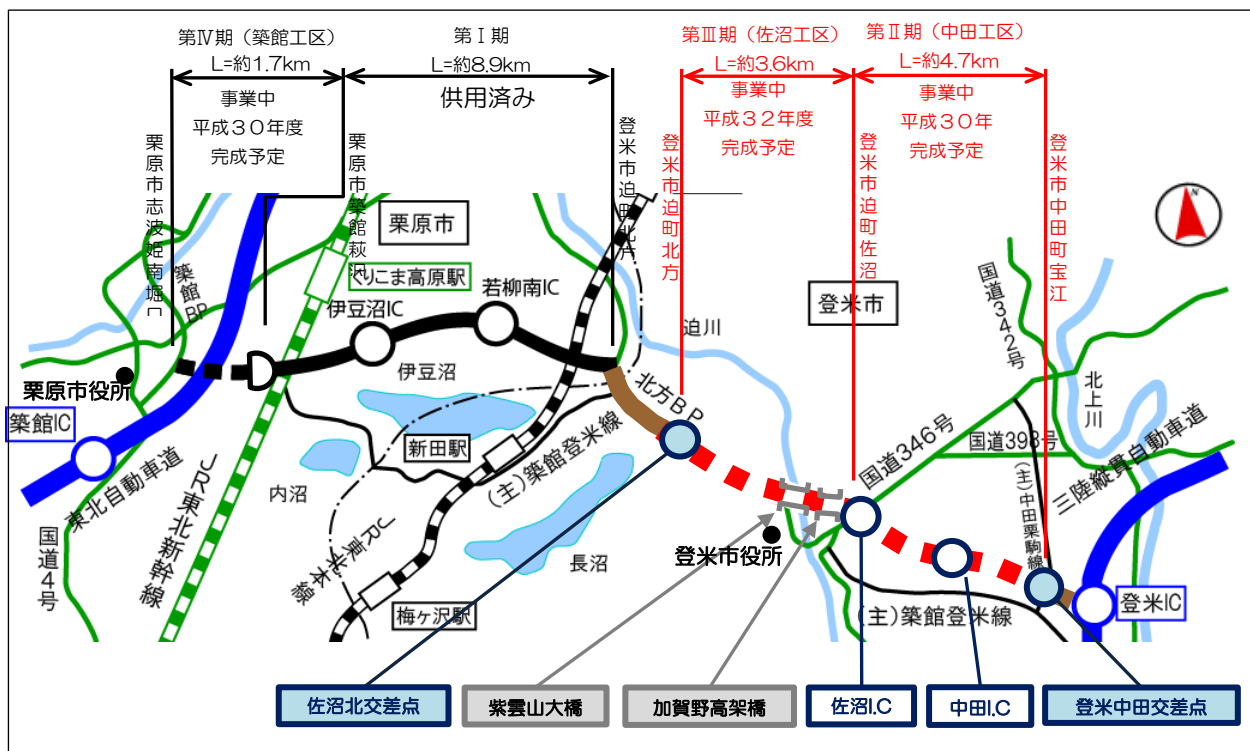 第Ⅳ期（築館工区）
L=約1.7km
事業中
平成３０年度
完成予定
第Ⅰ期
L=約8.9km
供用済み
第Ⅲ期（佐沼工区）
L=約3.6km
事業中
平成３２年度
完成予定
第Ⅱ期（中田工区）
L=約4.7km
事業中
平成３０年
完成予定
栗原市志波姫南堀口
栗原市築館萩沢
登米市迫町北方
登米市迫町北方
登米市迫町佐沼
登米市中田町宝江
N
栗原市
築館BP
くりこま高原駅
伊豆沼IC
若柳南IC
迫川
登米市
国道342号
北上川
栗原市役所
築館IC
伊豆沼
北方BP
新田駅
内沼
東北自動車道
JR東北新幹線
国道4号
(主)築館登米線
JR東北本線
長沼
梅ヶ沢駅
国道346号
国道398号
(主)中田栗駒線
三陸縦貫自動車道
登米市役所
(主)築館登米線
登米IC
佐沼北交差点
紫雲山大橋
加賀野高架橋
佐沼I.C
中田I.C
登米中田交差点